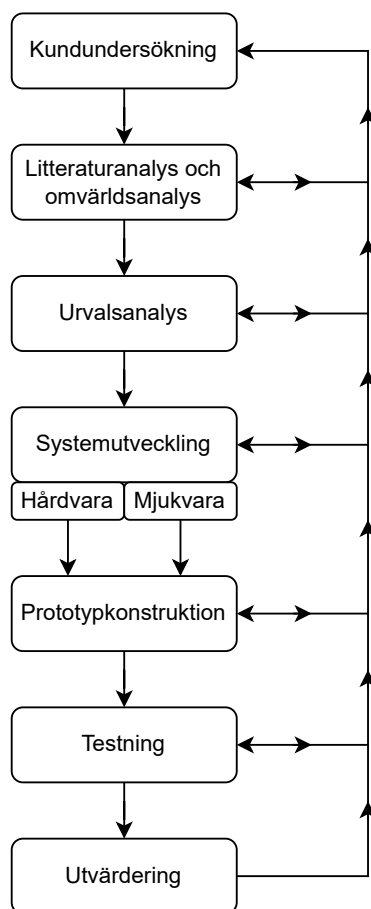 Kundundersökning
Litteraturanalys och
omvärldsanalys
Urvalsanalys
Systemutveckling
Hårdvara
Mjukvara
Prototypkonstruktion
Testning
Utvärdering